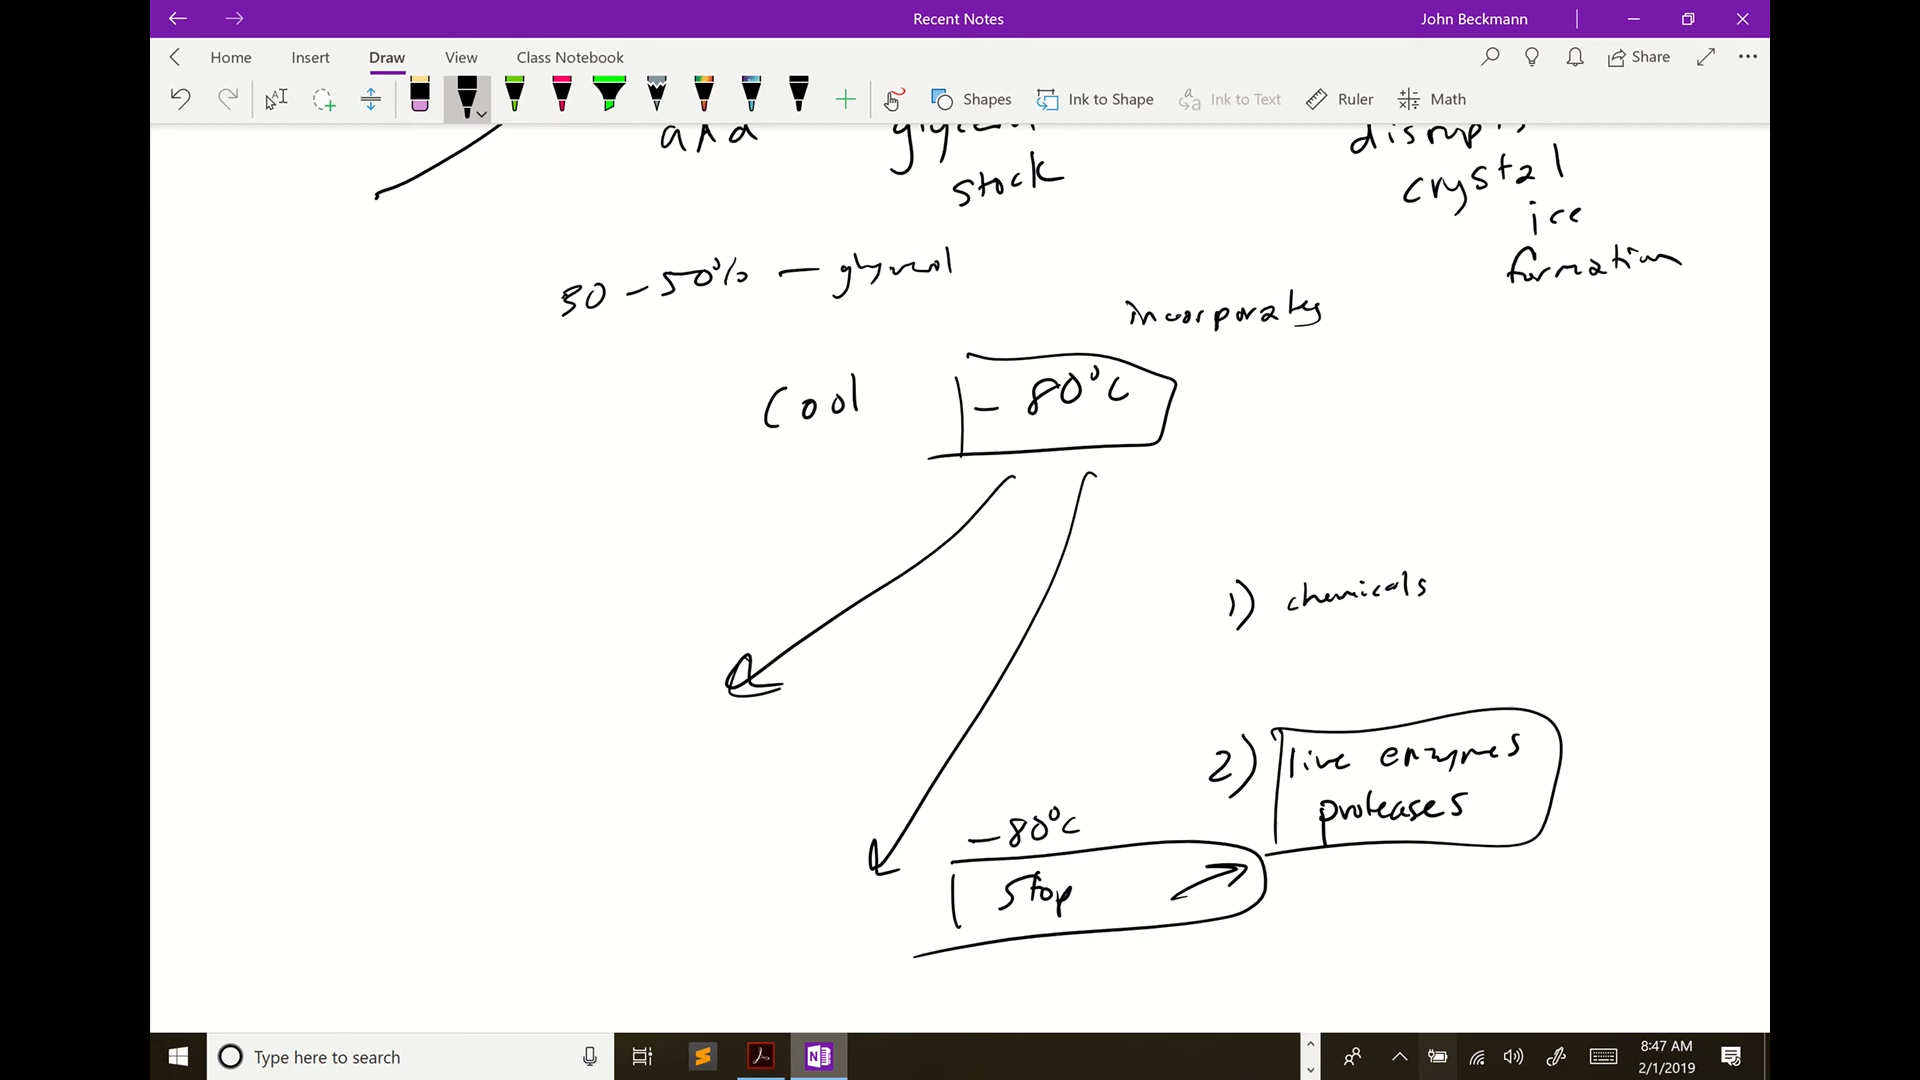 Recent Notes
John Beckmann
Home Insert Draw View Class Notebook
Share
Shapes Ink to Shape Ink to Text Ruler Math
add
stock
crystal
ice
formation
30 - 50% - glycerol
incorporates
Cool - 80°C
1) chemicals
2) live enzymes
proteases
-80°C
stop
Type here to search
8:47 AM
2/1/2019